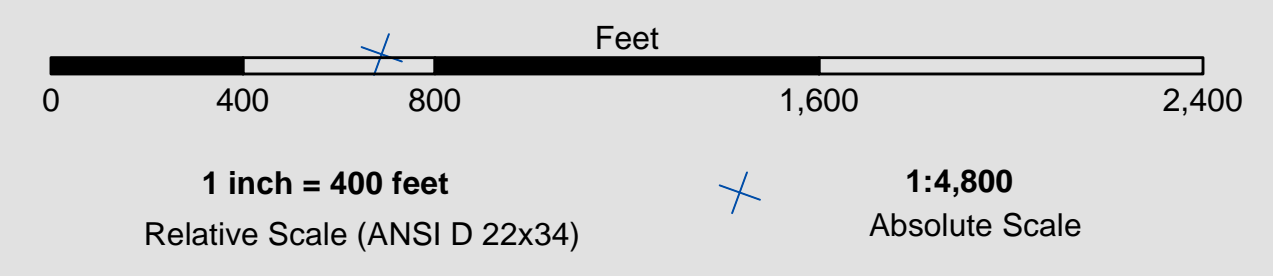 Feet
0 400 800 1,600 2,400
1 inch = 400 feet
Relative Scale (ANSI D 22x34)
1:4,800
Absolute Scale